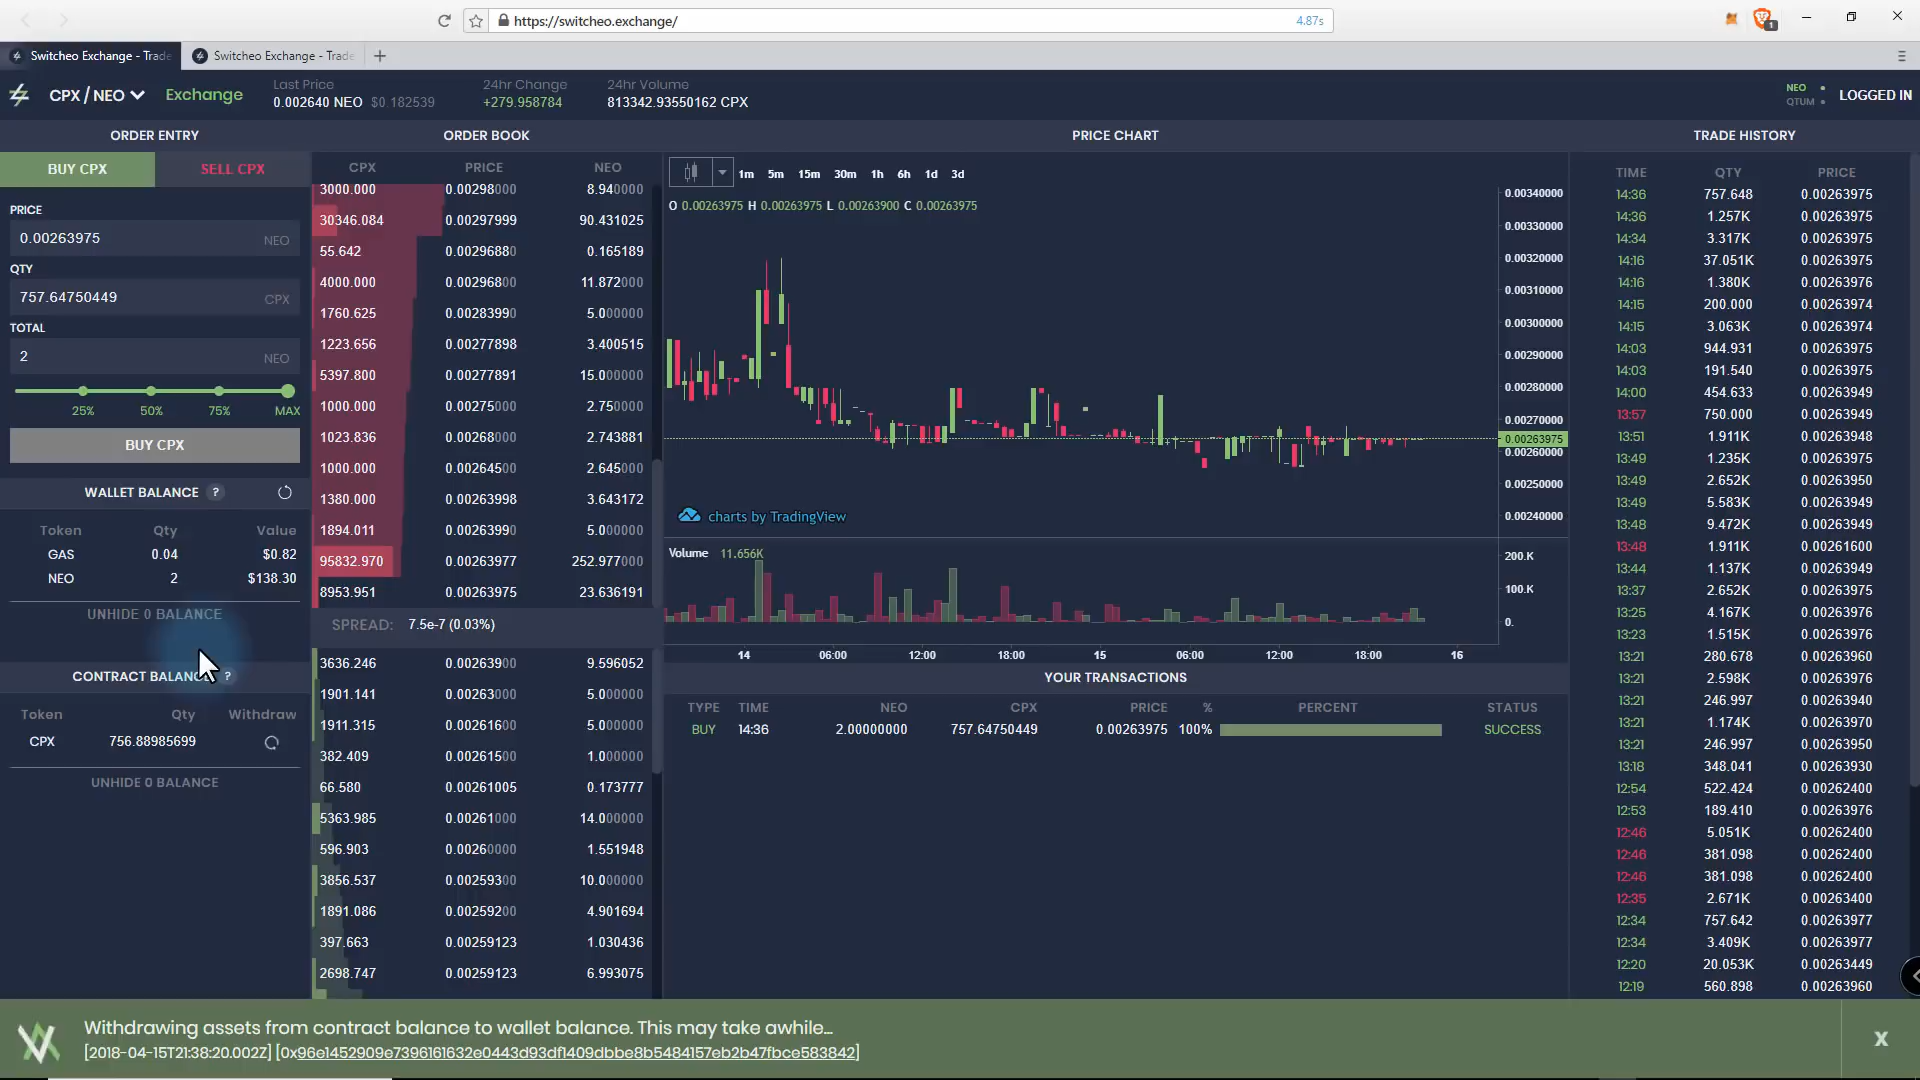 https://switcheo.exchange/
4.87s
1
Switcheo Exchange - Trade
Switcheo Exchange - Trade
CPX / NEO
Exchange
Last Price
0.002640 NEO $0.182539
24hr Change
+279.958784
24hr Volume
813342.93550162 CPX
NEO
QTUM
LOGGED IN
ORDER ENTRY
BUY CPX
SELL CPX
PRICE
0.00263975 NEO
QTY
757.64750449 CPX
TOTAL
2 NEO
25% 50% 75% MAX
BUY CPX
WALLET BALANCE ?
Token Qty Value
GAS 0.04 $0.82
NEO 2 $138.30
UNHIDE 0 BALANCE
CONTRACT BALANCE ?
Token Qty Withdraw
CPX 756.88985699
UNHIDE 0 BALANCE
ORDER BOOK
CPX PRICE NEO
3000.000 0.00298000 8.940000
30346.084 0.00297999 90.431025
55.642 0.00296880 0.165189
4000.000 0.00296800 11.872000
1760.625 0.00283990 5.000000
1223.656 0.00277898 3.400515
5397.800 0.00277891 15.000000
1000.000 0.00275000 2.750000
1023.836 0.00268000 2.743881
1000.000 0.00264500 2.645000
1380.000 0.00263998 3.643172
1894.011 0.00263990 5.000000
95832.970 0.00263977 252.977000
8953.951 0.00263975 23.636191
SPREAD: 7.5e-7 (0.03%)
3636.246 0.00263900 9.596052
1901.141 0.00263000 5.000000
1911.315 0.00261600 5.000000
382.409 0.00261500 1.000000
66.580 0.00261005 0.173777
5363.985 0.00261000 14.000000
596.903 0.00260000 1.551948
3856.537 0.00259300 10.000000
1891.086 0.00259200 4.901694
397.663 0.00259123 1.030436
2698.747 0.00259123 6.993075
PRICE CHART
1m 5m 15m 30m 1h 6h 1d 3d
O 0.00263975 H 0.00263975 L 0.00263900 C 0.00263975
0.00340000
0.00330000
0.00320000
0.00310000
0.00300000
0.00290000
0.00280000
0.00270000
0.00263975
0.00260000
0.00250000
0.00240000
charts by TradingView
Volume 11.656K
200.K
100.K
0.
14 06:00 12:00 18:00 15 06:00 12:00 18:00 16
YOUR TRANSACTIONS
TYPE TIME NEO CPX PRICE % PERCENT STATUS
BUY 14:36 2.00000000 757.64750449 0.00263975 100% SUCCESS
TRADE HISTORY
TIME QTY PRICE
14:36 757.648 0.00263975
14:36 1.257K 0.00263975
14:34 3.317K 0.00263975
14:16 37.051K 0.00263975
14:16 1.380K 0.00263976
14:15 200.000 0.00263974
14:15 3.063K 0.00263974
14:03 944.931 0.00263975
14:03 191.540 0.00263975
14:00 454.633 0.00263949
13:57 750.000 0.00263949
13:51 1.911K 0.00263948
13:49 1.235K 0.00263975
13:49 2.652K 0.00263950
13:49 5.583K 0.00263949
13:48 9.472K 0.00263949
13:48 1.911K 0.00261600
13:44 1.137K 0.00263949
13:37 2.652K 0.00263975
13:25 4.167K 0.00263976
13:23 1.515K 0.00263976
13:21 280.678 0.00263960
13:21 2.598K 0.00263976
13:21 246.997 0.00263940
13:21 1.174K 0.00263970
13:21 246.997 0.00263950
13:18 348.041 0.00263930
12:54 522.424 0.00262400
12:53 189.410 0.00263976
12:46 5.051K 0.00262400
12:46 381.098 0.00262400
12:46 381.098 0.00262400
12:35 2.671K 0.00263400
12:34 757.642 0.00263977
12:34 3.409K 0.00263977
12:20 20.053K 0.00263449
12:19 560.898 0.00263960
Withdrawing assets from contract balance to wallet balance. This may take awhile...
[2018-04-15T21:38:20.002Z] [0x96e1452909e7396161632e0443d93df1409dbbe8b5484157eb2b47fbce583842]
X